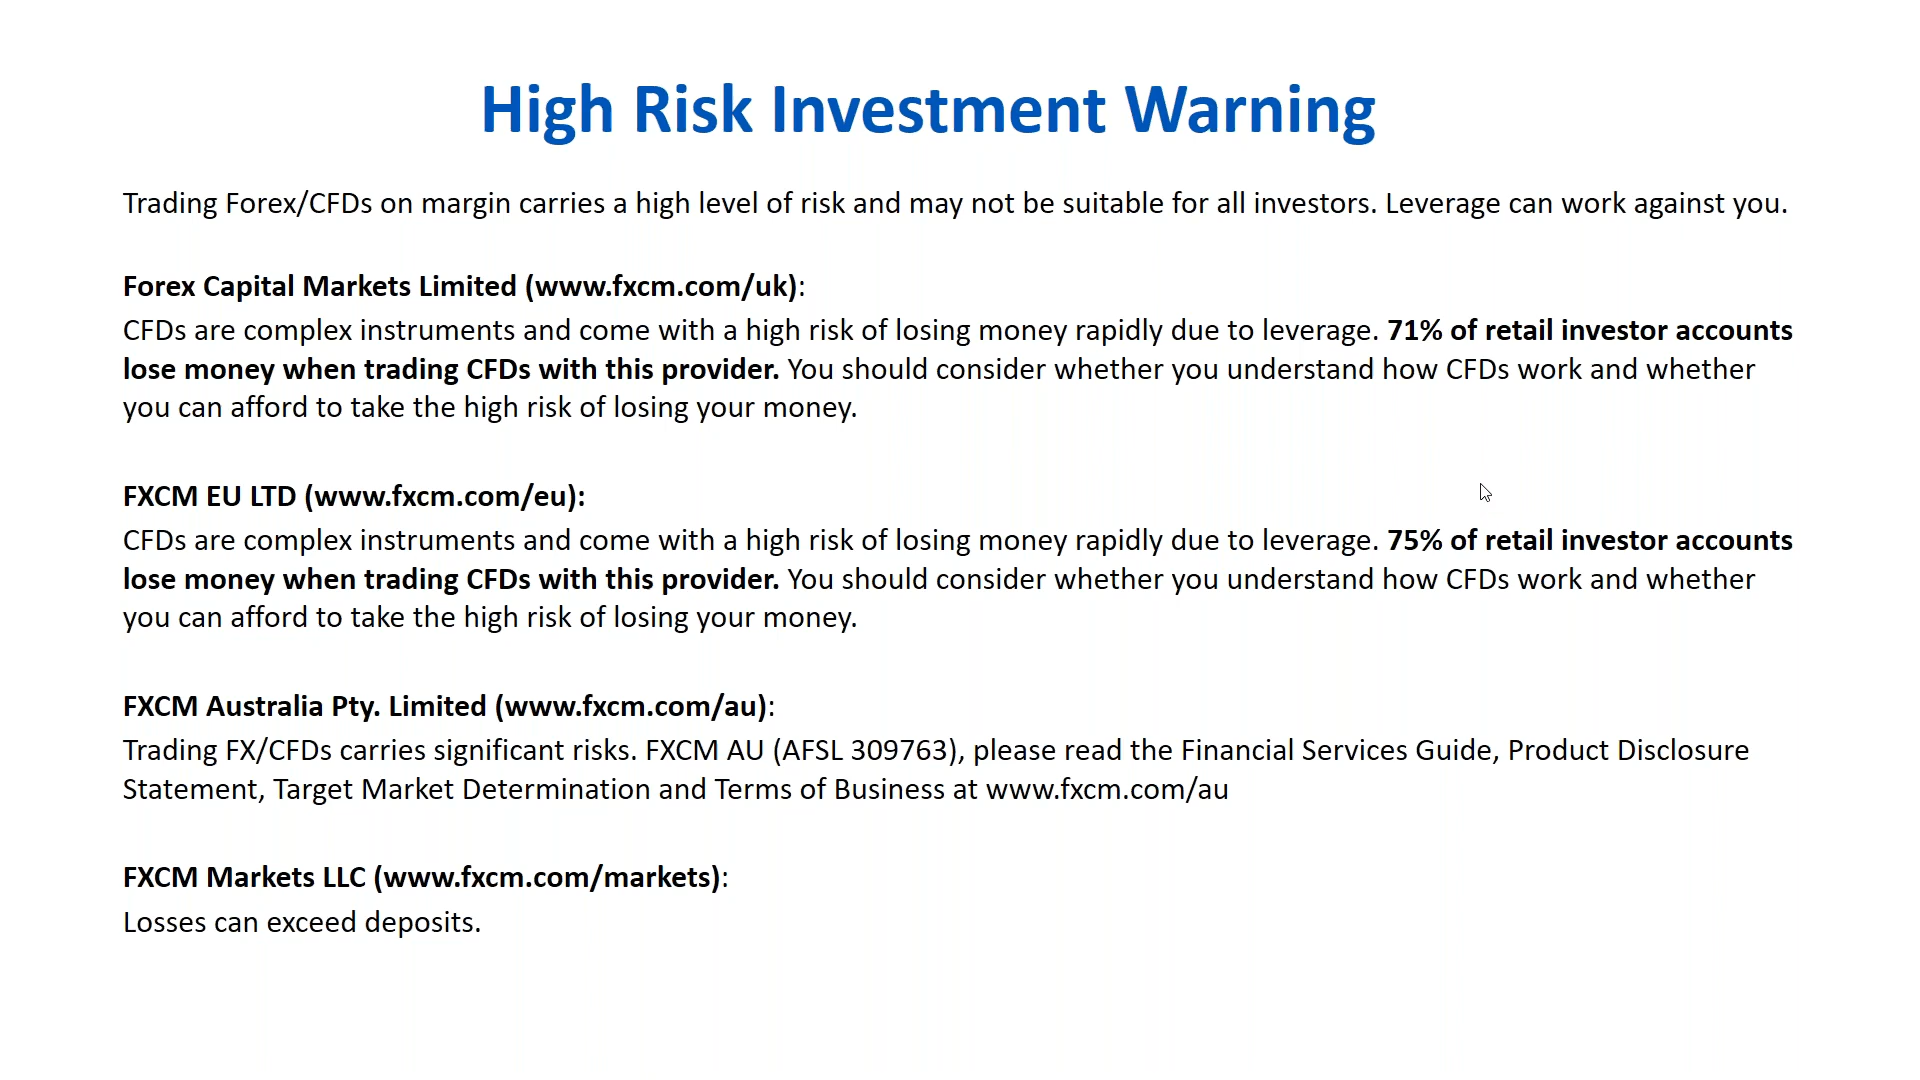 High Risk Investment Warning
Trading Forex/CFDs on margin carries a high level of risk and may not be suitable for all investors. Leverage can work against you.
Forex Capital Markets Limited (www.fxcm.com/uk):
CFDs are complex instruments and come with a high risk of losing money rapidly due to leverage. 71% of retail investor accounts
lose money when trading CFDs with this provider. You should consider whether you understand how CFDs work and whether
you can afford to take the high risk of losing your money.
FXCM EU LTD (www.fxcm.com/eu):
CFDs are complex instruments and come with a high risk of losing money rapidly due to leverage. 75% of retail investor accounts
lose money when trading CFDs with this provider. You should consider whether you understand how CFDs work and whether
you can afford to take the high risk of losing your money.
FXCM Australia Pty. Limited (www.fxcm.com/au):
Trading FX/CFDs carries significant risks. FXCM AU (AFSL 309763), please read the Financial Services Guide, Product Disclosure
Statement, Target Market Determination and Terms of Business at www.fxcm.com/au
FXCM Markets LLC (www.fxcm.com/markets):
Losses can exceed deposits.